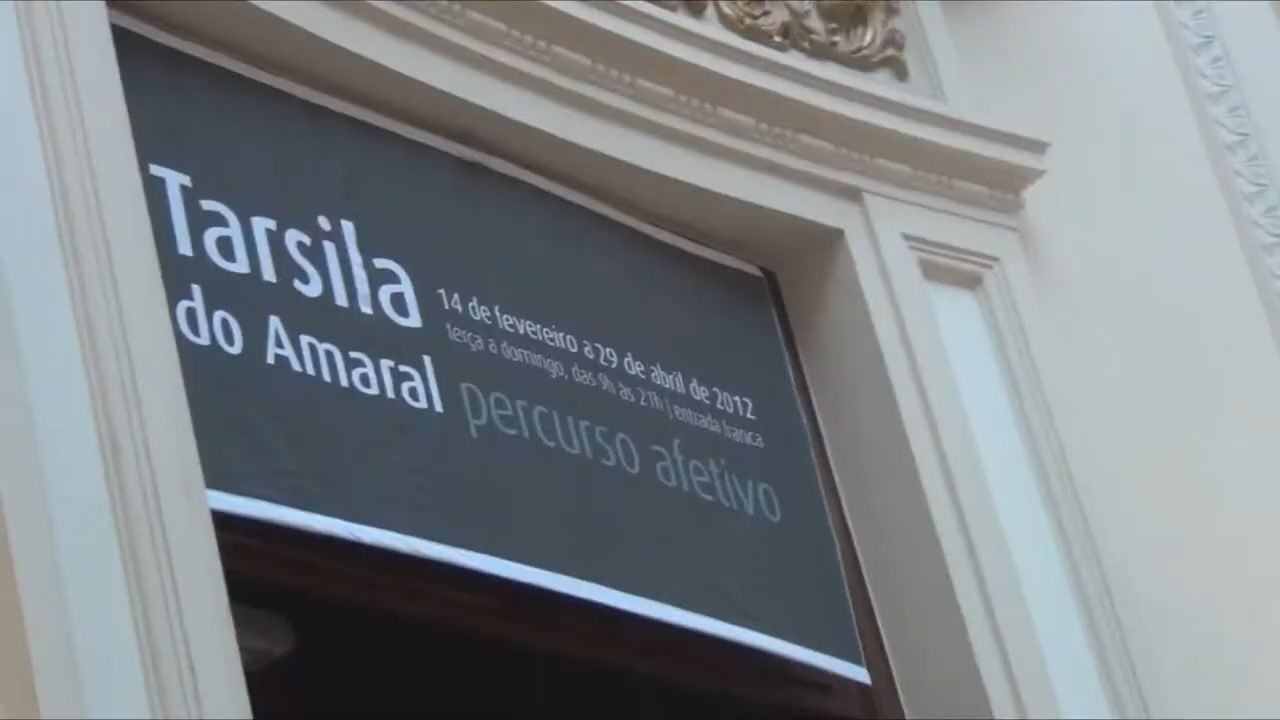 Tarsila
do Amaral
14 de fevereiro a 29 de abril de 2012
terça a domingo, das 9h às 21h | entrada franca
percurso afetivo